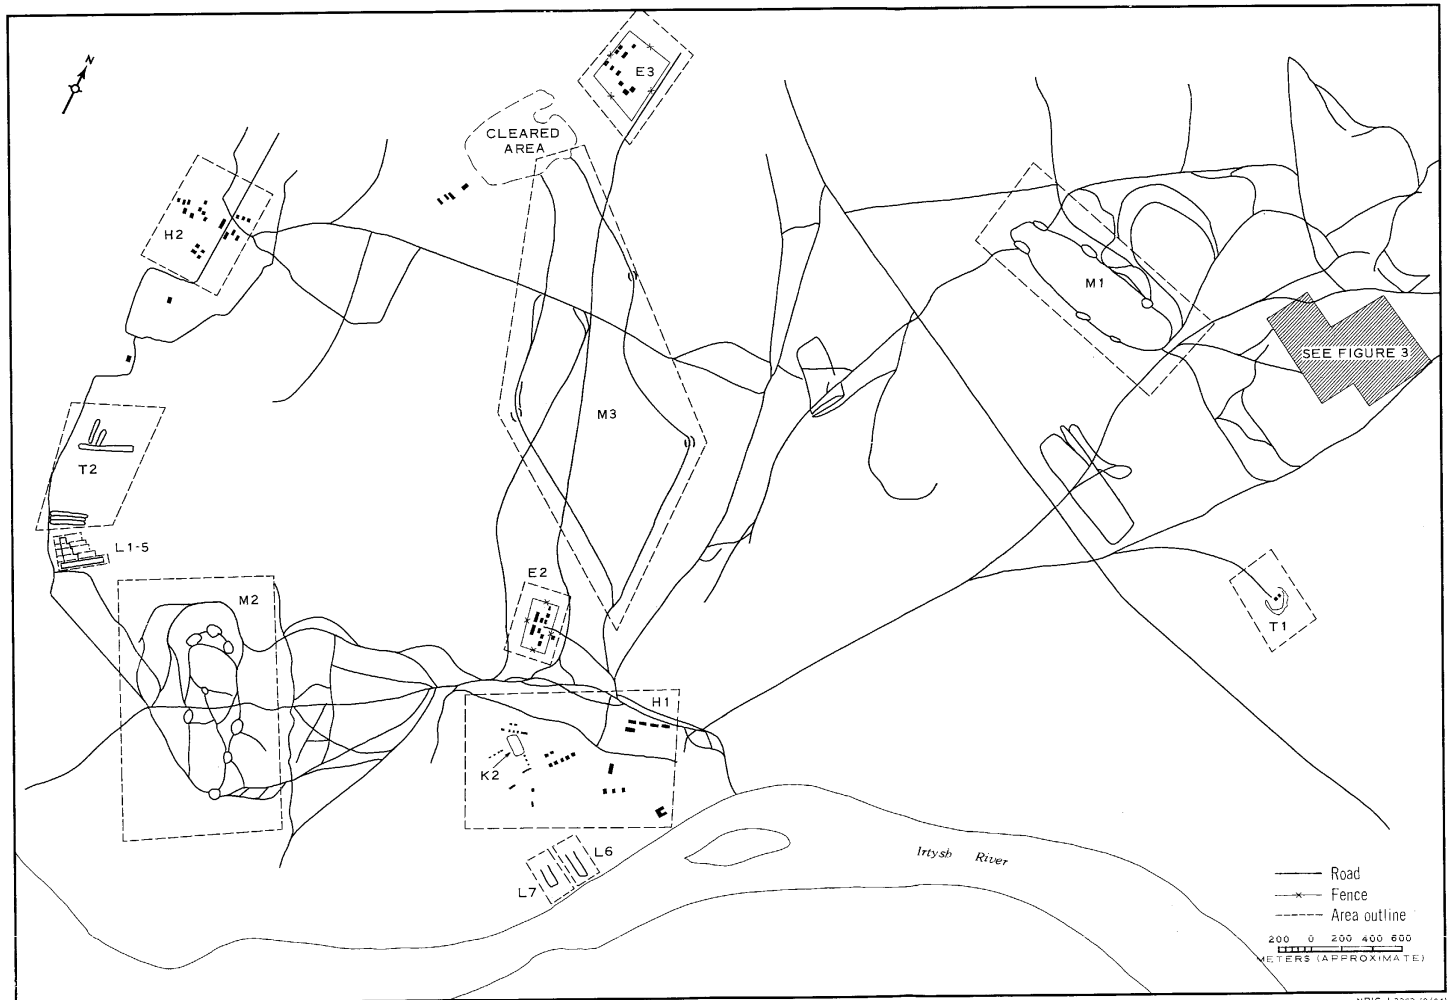 N
E3
CLEARED
AREA
H2
M1
SEE FIGURE 3
M3
T2
L1-5
E2
M2
T1
H1
K2
L6
L7
Irtysh River
Road
Fence
Area outline
200 0 200 400 600
METERS (APPROXIMATE)